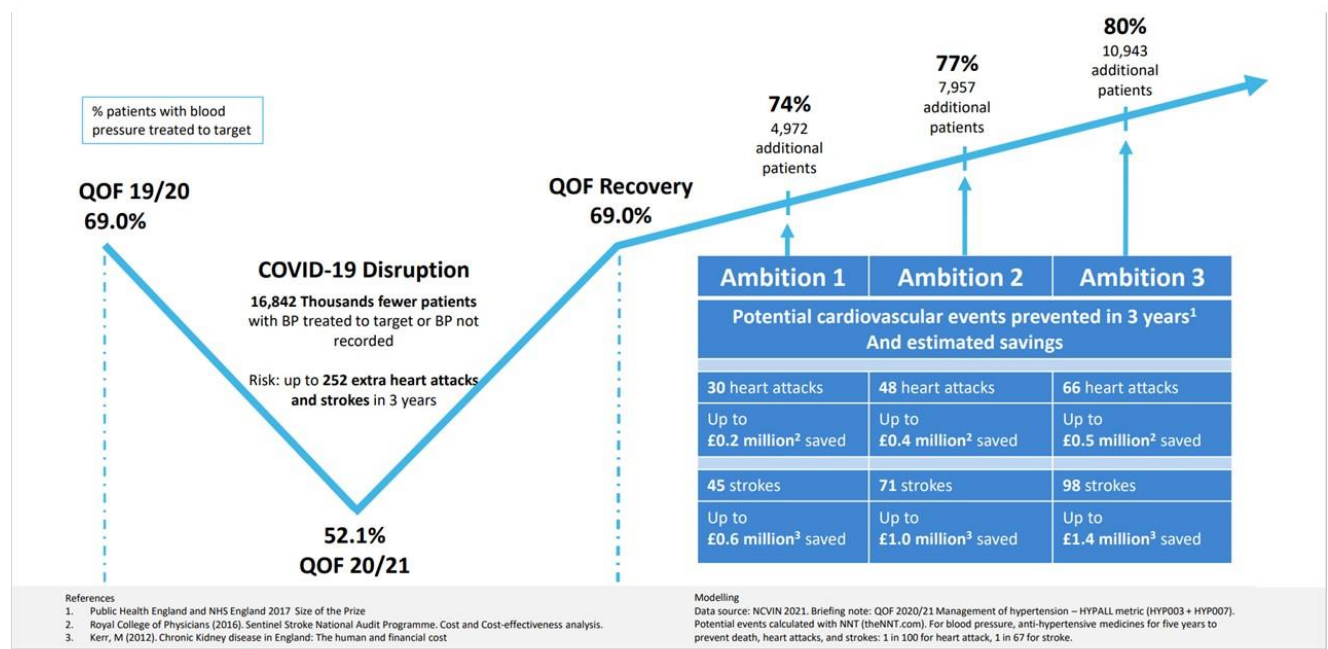 % patients with blood
pressure treated to target
QOF 19/20
69.0%
COVID-19 Disruption
16,842 Thousands fewer patients
with BP treated to target or BP not
recorded
Risk: up to 252 extra heart attacks
and strokes in 3 years
52.1%
QOF 20/21
QOF Recovery
69.0%
74%
4,972
additional
patients
77%
7,957
additional
patients
80%
10,943
additional
patients
Ambition 1 Ambition 2 Ambition 3
Potential cardiovascular events prevented in 3 years¹
And estimated savings
30 heart attacks 48 heart attacks 66 heart attacks
Up to Up to Up to
£0.2 million² saved £0.4 million² saved £0.5 million² saved
45 strokes 71 strokes 98 strokes
Up to Up to Up to
£0.6 million³ saved £1.0 million³ saved £1.4 million³ saved
References
1. Public Health England and NHS England 2017 Size of the Prize
2. Royal College of Physicians (2016). Sentinel Stroke National Audit Programme. Cost and Cost-effectiveness analysis.
3. Kerr, M (2012). Chronic Kidney disease in England: The human and financial cost
Modelling
Data source: NCVIN 2021. Briefing note: QOF 2020/21 Management of hypertension – HYPALL metric (HYP003 + HYP007).
Potential events calculated with NNT (theNNT.com). For blood pressure, anti-hypertensive medicines for five years to
prevent death, heart attacks, and strokes: 1 in 100 for heart attack, 1 in 67 for stroke.